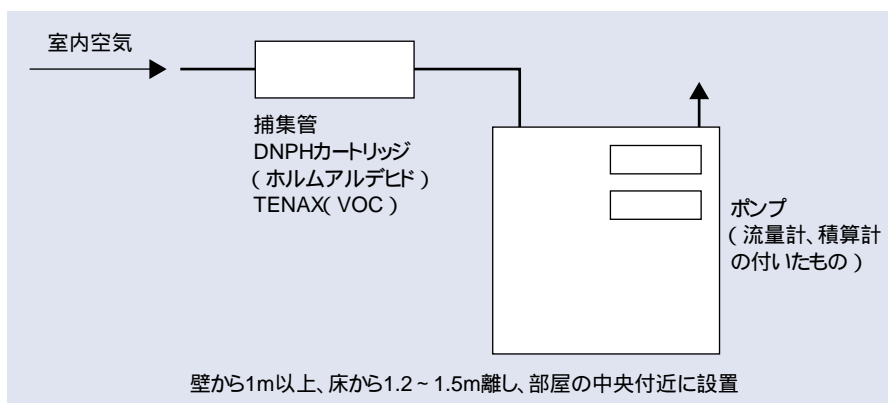 室内空気
捕集管
DNPHカートリッジ
（ホルムアルデヒド）
TENAX（VOC）
ポンプ
（流量計、積算計
の付いたもの）
壁から1m以上、床から1.2～1.5m離し、部屋の中央付近に設置